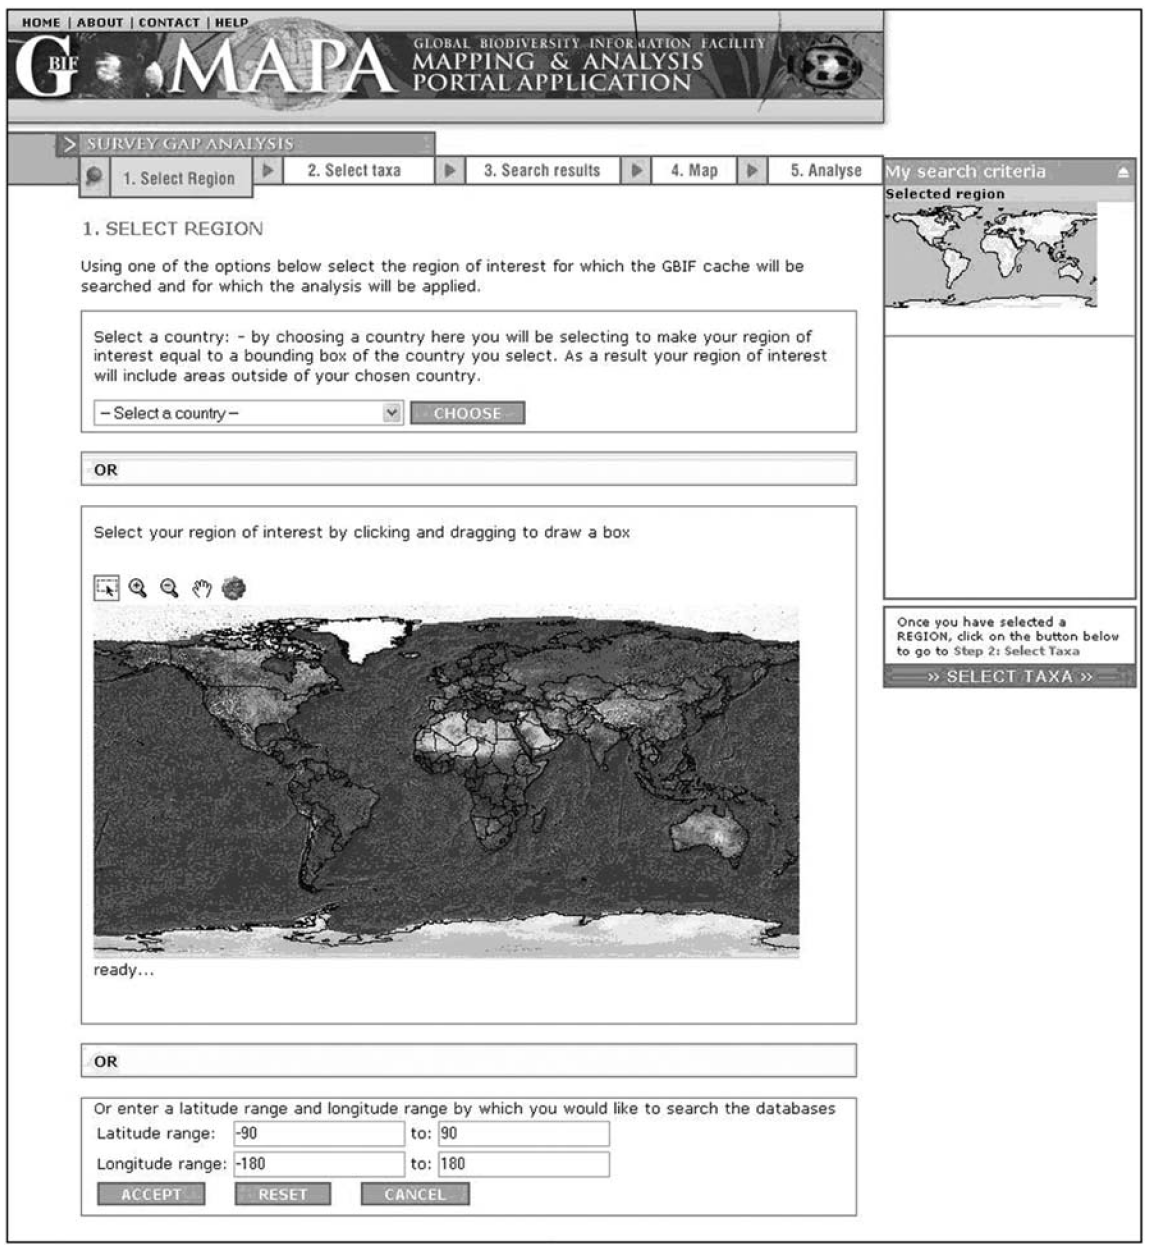 HOME | ABOUT | CONTACT | HELP
GBIF MAPA
GLOBAL BIODIVERSITY INFORMATION FACILITY
MAPPING & ANALYSIS
PORTAL APPLICATION
> SURVEY GAP ANALYSIS
1. Select Region
2. Select taxa
3. Search results
4. Map
5. Analyse
My search criteria
Selected region
1. SELECT REGION
Using one of the options below select the region of interest for which the GBIF cache will be
searched and for which the analysis will be applied.
Select a country: - by choosing a country here you will be selecting to make your region of
interest equal to a bounding box of the country you select. As a result your region of interest
will include areas outside of your chosen country.
-- Select a country --
CHOOSE
OR
Select your region of interest by clicking and dragging to draw a box
ready...
Once you have selected a
REGION, click on the button below
to go to Step 2: Select Taxa
» SELECT TAXA »
OR
Or enter a latitude range and longitude range by which you would like to search the databases
Latitude range: -90 to: 90
Longitude range: -180 to: 180
ACCEPT RESET CANCEL